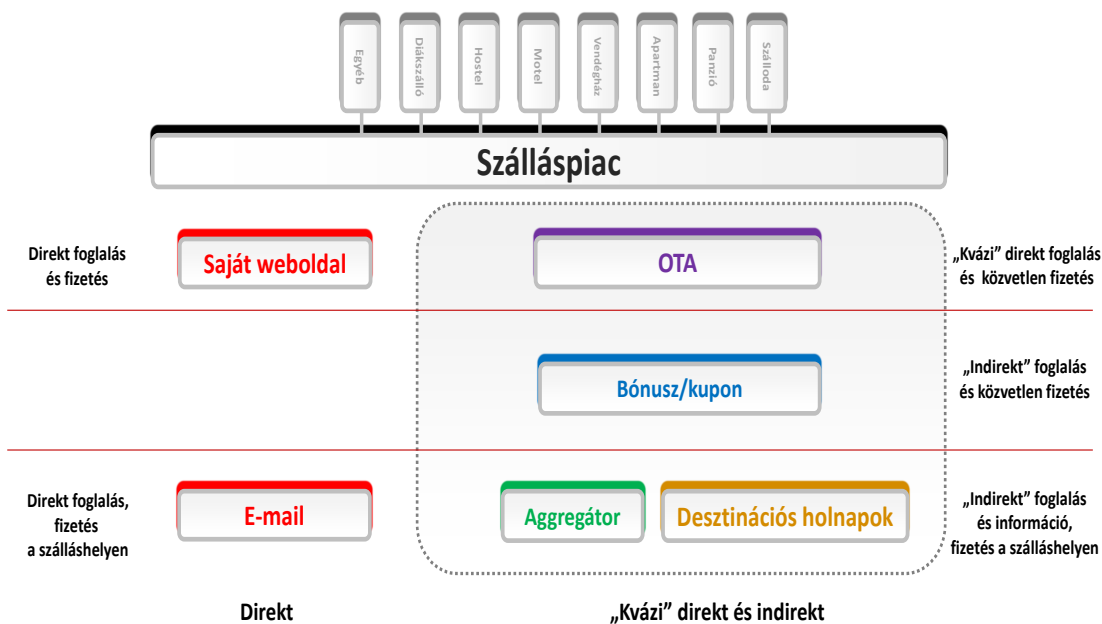 Egyéb
Diákszálló
Hostel
Motel
Vendégház
Apartman
Panzió
Szálloda
Szálláspiac
Direkt foglalás
és fizetés
Saját weboldal
OTA
„Kvázi” direkt foglalás
és közvetlen fizetés
Bónusz/kupon
„Indirekt” foglalás
és közvetlen fizetés
Direkt foglalás,
fizetés
a szálláshelyen
E-mail
Aggregátor
Desztinációs holnapok
„Indirekt” foglalás
és információ,
fizetés a szálláshelyen
Direkt
„Kvázi” direkt és indirekt